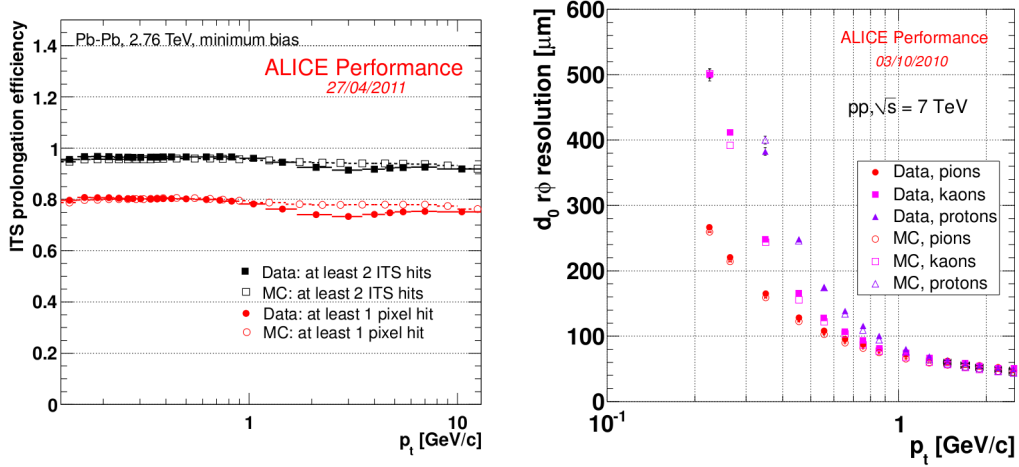 Pb-Pb, 2.76 TeV, minimum bias
ALICE Performance
27/04/2011
ITS prolongation efficiency
1.4
1.2
1
0.8
0.6
0.4
0.2
0
Data: at least 2 ITS hits
MC: at least 2 ITS hits
Data: at least 1 pixel hit
MC: at least 1 pixel hit
1
10
p_t [GeV/c]
d_0 rφ resolution [μm]
600
500
400
300
200
100
0
ALICE Performance
03/10/2010
pp,√s = 7 TeV
Data, pions
Data, kaons
Data, protons
MC, pions
MC, kaons
MC, protons
10^-1
1
p_t [GeV/c]